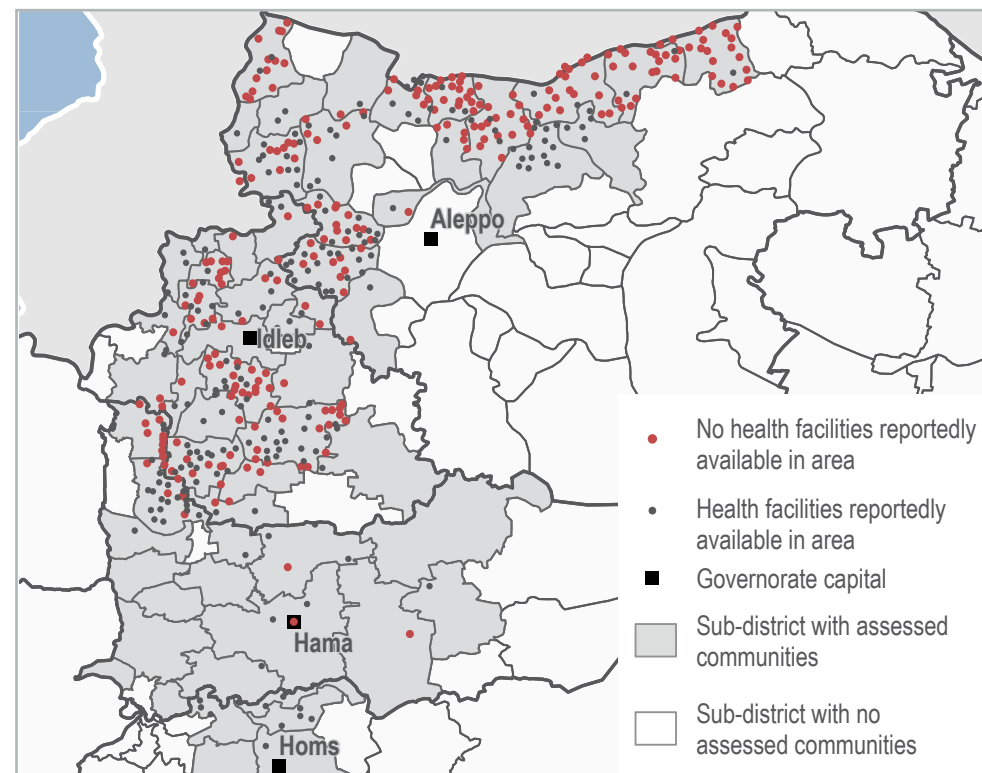 Aleppo
Idleb
No health facilities reportedly
available in area
Health facilities reportedly
available in area
Governorate capital
Hama
Sub-district with assessed
communities
Sub-district with no
assessed communities
Homs